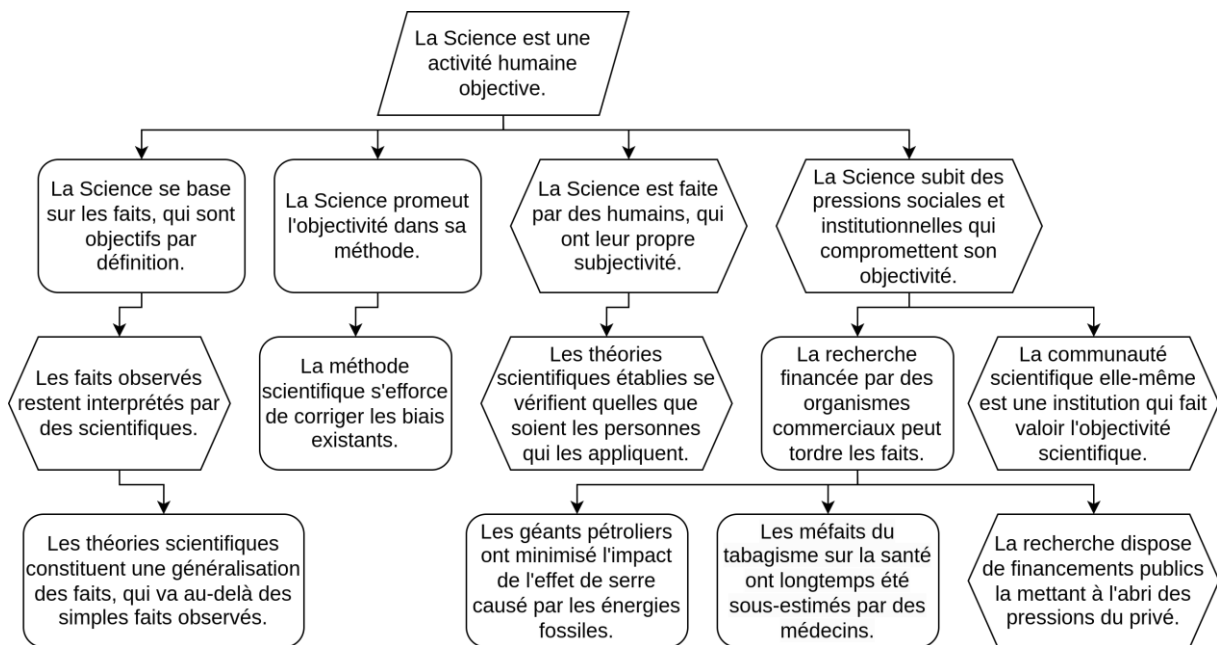 La Science est une
activité humaine
objective.
La Science se base
sur les faits, qui sont
objectifs par
définition.
La Science promeut
l'objectivité dans sa
méthode.
La Science est faite
par des humains, qui
ont leur propre
subjectivité.
La Science subit des
pressions sociales et
institutionnelles qui
compromettent son
objectivité.
Les faits observés
restent interprétés par
des scientifiques.
La méthode
scientifique s'efforce
de corriger les biais
existants.
Les théories
scientifiques établies se
vérifient quelles que
soient les personnes
qui les appliquent.
La recherche
financée par des
organismes
commerciaux peut
tordre les faits.
La communauté
scientifique elle-même
est une institution qui fait
valoir l'objectivité
scientifique.
Les théories scientifiques
constituent une généralisation
des faits, qui va au-delà des
simples faits observés.
Les géants pétroliers
ont minimisé l'impact
de l'effet de serre
causé par les énergies
fossiles.
Les méfaits du
tabagisme sur la santé
ont longtemps été
sous-estimés par des
médecins.
La recherche dispose
de financements publics
la mettant à l'abri des
pressions du privé.